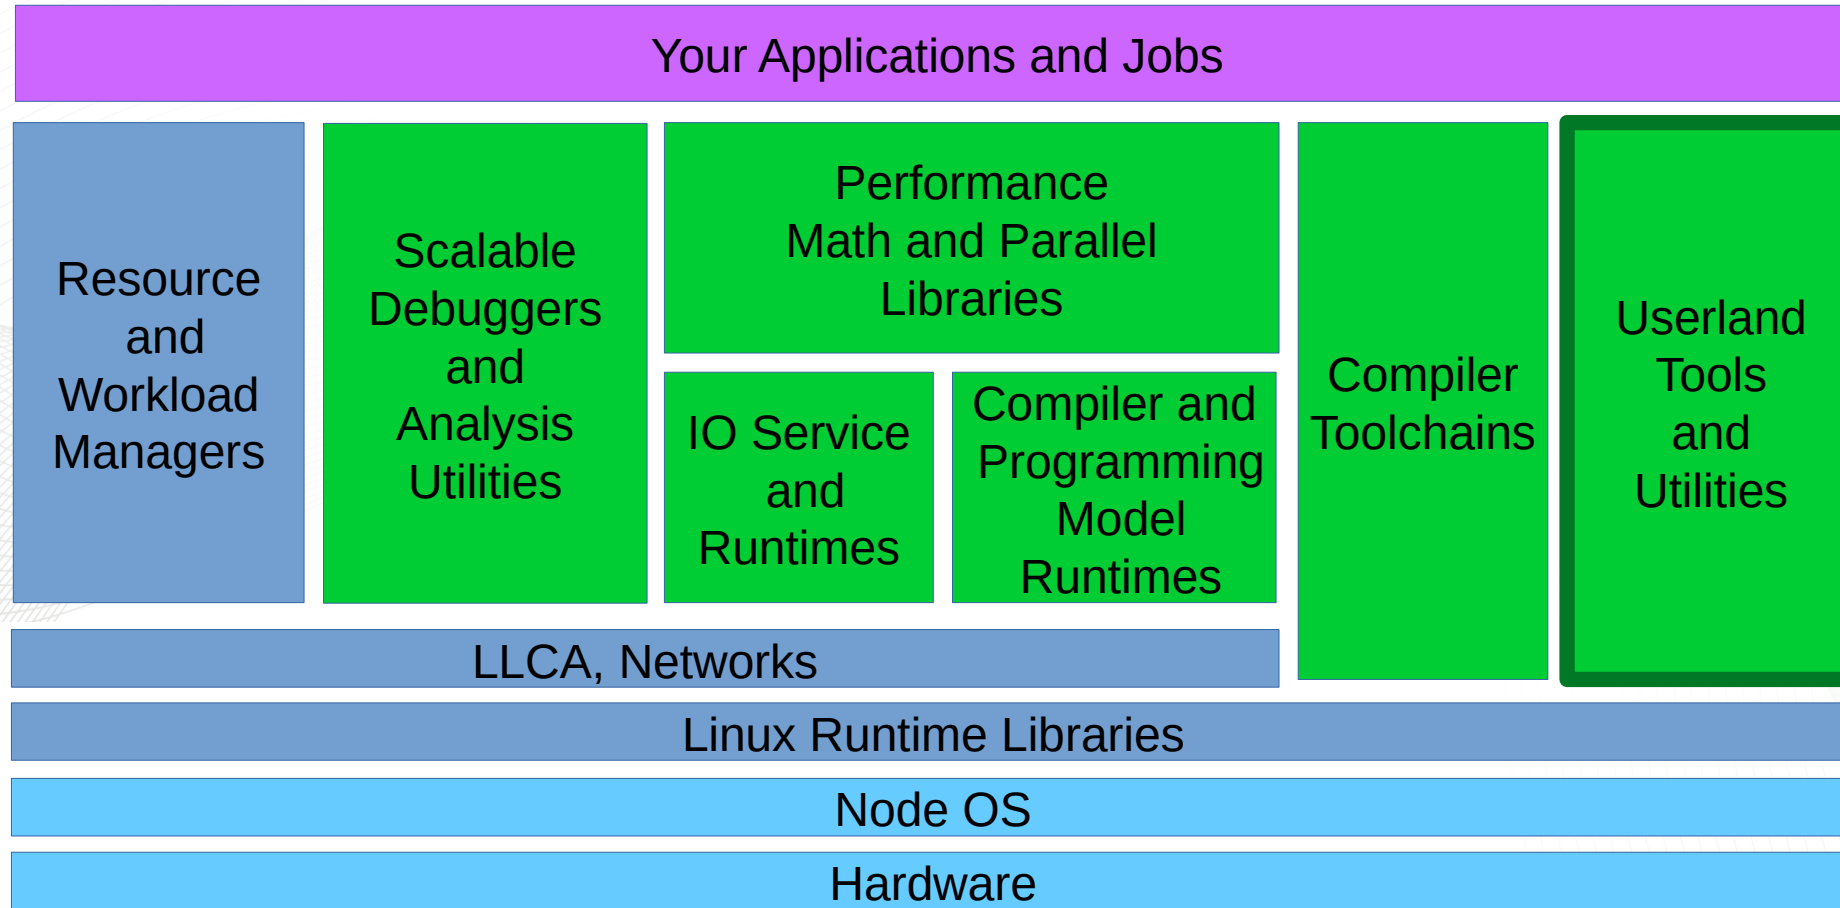 Your Applications and Jobs
Resource
and
Workload
Managers
Scalable
Debuggers
and
Analysis
Utilities
Performance
Math and Parallel
Libraries
IO Service
and
Runtimes
Compiler and
Programming
Model
Runtimes
Compiler
Toolchains
Userland
Tools
and
Utilities
LLCA, Networks
Linux Runtime Libraries
Node OS
Hardware